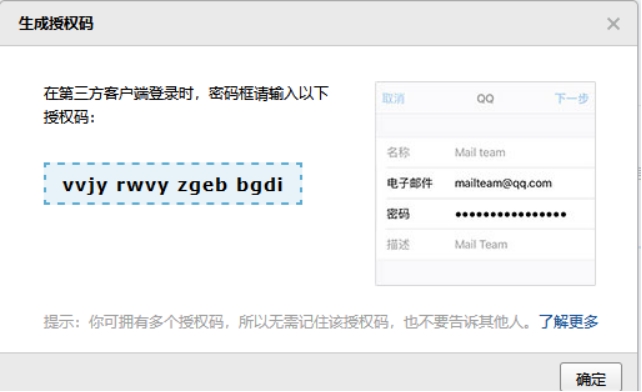 生成授权码
在第三方客户端登录时，密码框请输入以下
授权码：
vvjy rwvy zgeb bgdi
取消 QQ 下一步
名称 Mail team
电子邮件 mailteam@qq.com
密码 ●●●●●●●●●●●●●●●●
描述 Mail Team
提示：你可拥有多个授权码，所以无需记住该授权码，也不要告诉其他人。了解更多
确定